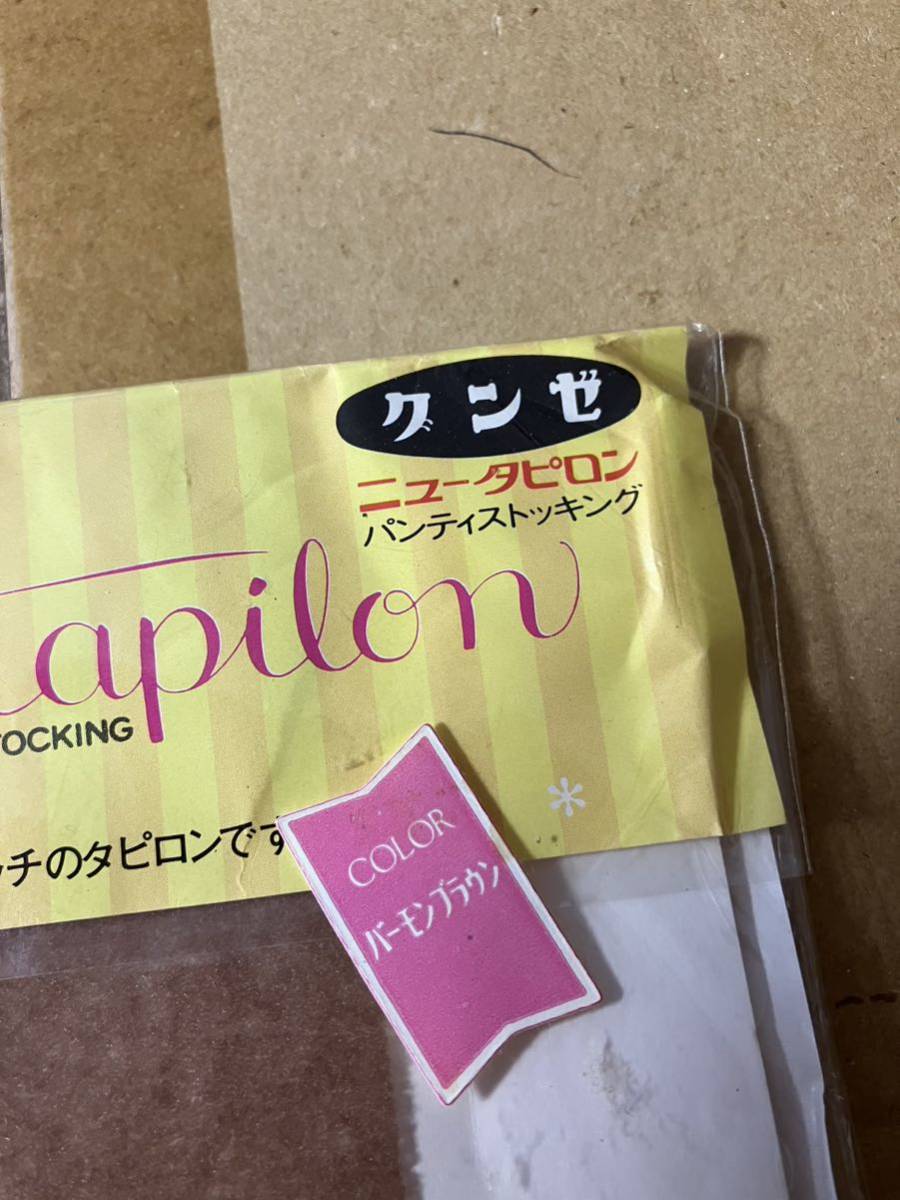 グンゼ
ニュータピロン
パンティストッキング
tapilon
TOCKING
ッチのタピロンです
COLOR
バーモンブラウン